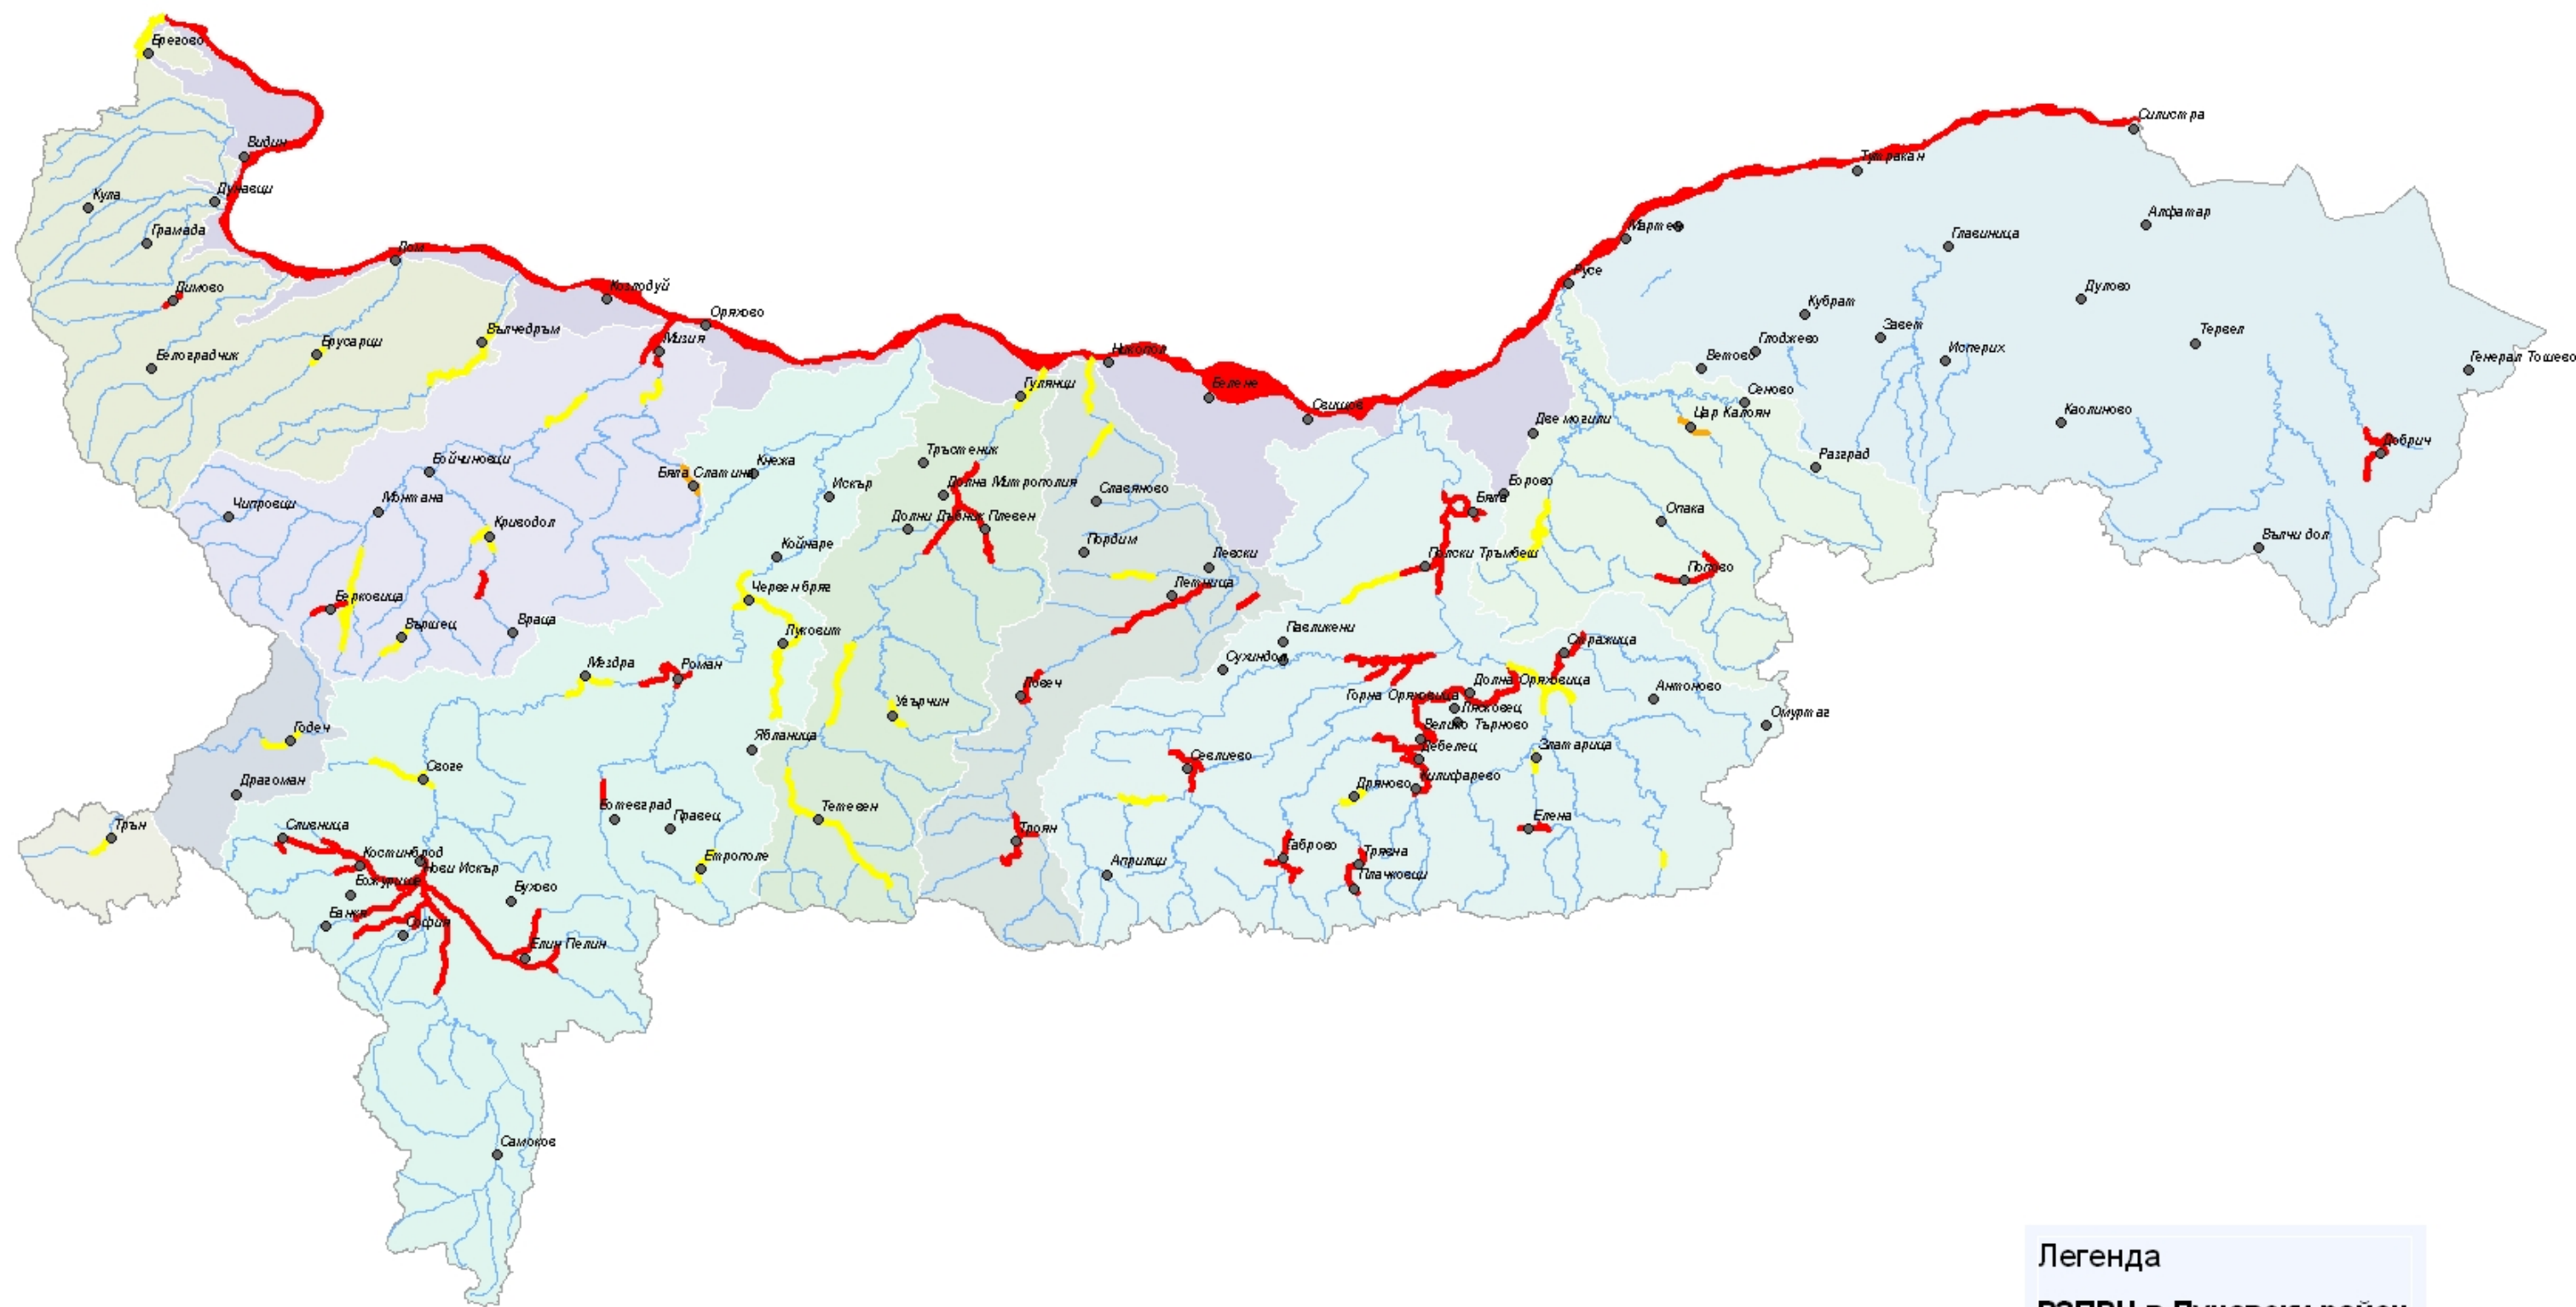 Брегово
Видин
Дунавци
Кула
Грамада
Димово
Белоградчик
Брусарци
Вълчедръм
Лом
Козлодуй
Оряхово
Мизия
Никопол
Гулянци
Белене
Свищов
Русе
Мартен
Тутракан
Силистра
Алфатар
Главиница
Дулово
Кубрат
Завет
Глоджево
Ветово
Исперих
Тервел
Генерал Тошево
Сеново
Цар Калоян
Каолиново
Две могили
Разград
Добрич
Вълчи дол
Бойчиновци
Монтана
Чипровци
Криводол
Бяла Слатина
Кнежа
Искър
Тръстеник
Долна Митрополия
Долни Дъбник
Плевен
Славяново
Пордим
Левски
Летница
Бяла
Борово
Опака
Полски Тръмбеш
Попово
Койнаре
Червен бряг
Луковит
Берковица
Вършец
Враца
Мездра
Роман
Ловеч
Угърчин
Павликени
Сухиндол
Стражица
Горна Оряховица
Долна Оряховица
Лясковец
Велико Търново
Дебелец
Килифарево
Антоново
Омуртаг
Златарица
Ябланица
Севлиево
Дряново
Елена
Годеч
Драгоман
Своге
Трън
Сливница
Костинброд
Нови Искър
Божурище
Банкя
София
Бухово
Елин Пелин
Ботевград
Правец
Етрополе
Тетевен
Троян
Априлци
Габрово
Трявна
Плачковци
Самоков
Легенда